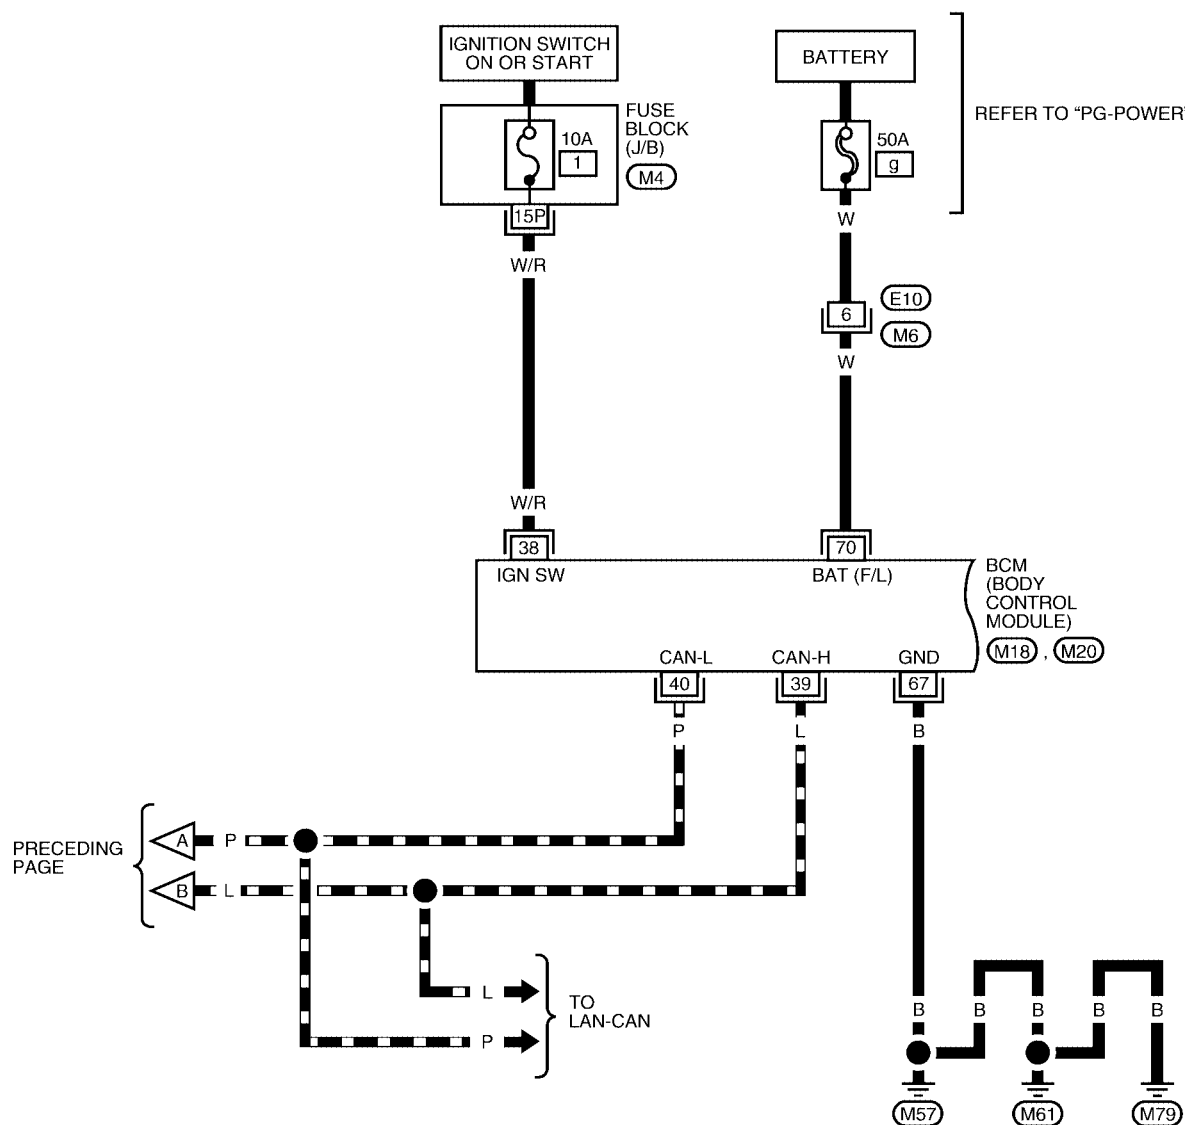 IGNITION SWITCH
ON OR START
BATTERY
REFER TO “PG-POWER”
FUSE
BLOCK
(J/B)
M4
10A
1
50A
g
15P
W
W/R
E10
6
M6
W
W/R
38
70
IGN SW
BAT (F/L)
BCM
(BODY
CONTROL
MODULE)
M18 , M20
CAN-L
CAN-H
GND
40
39
67
P
L
B
PRECEDING
PAGE
A
P
B
L
L
P
TO
LAN-CAN
B
B
B
B
B
M57
M61
M79